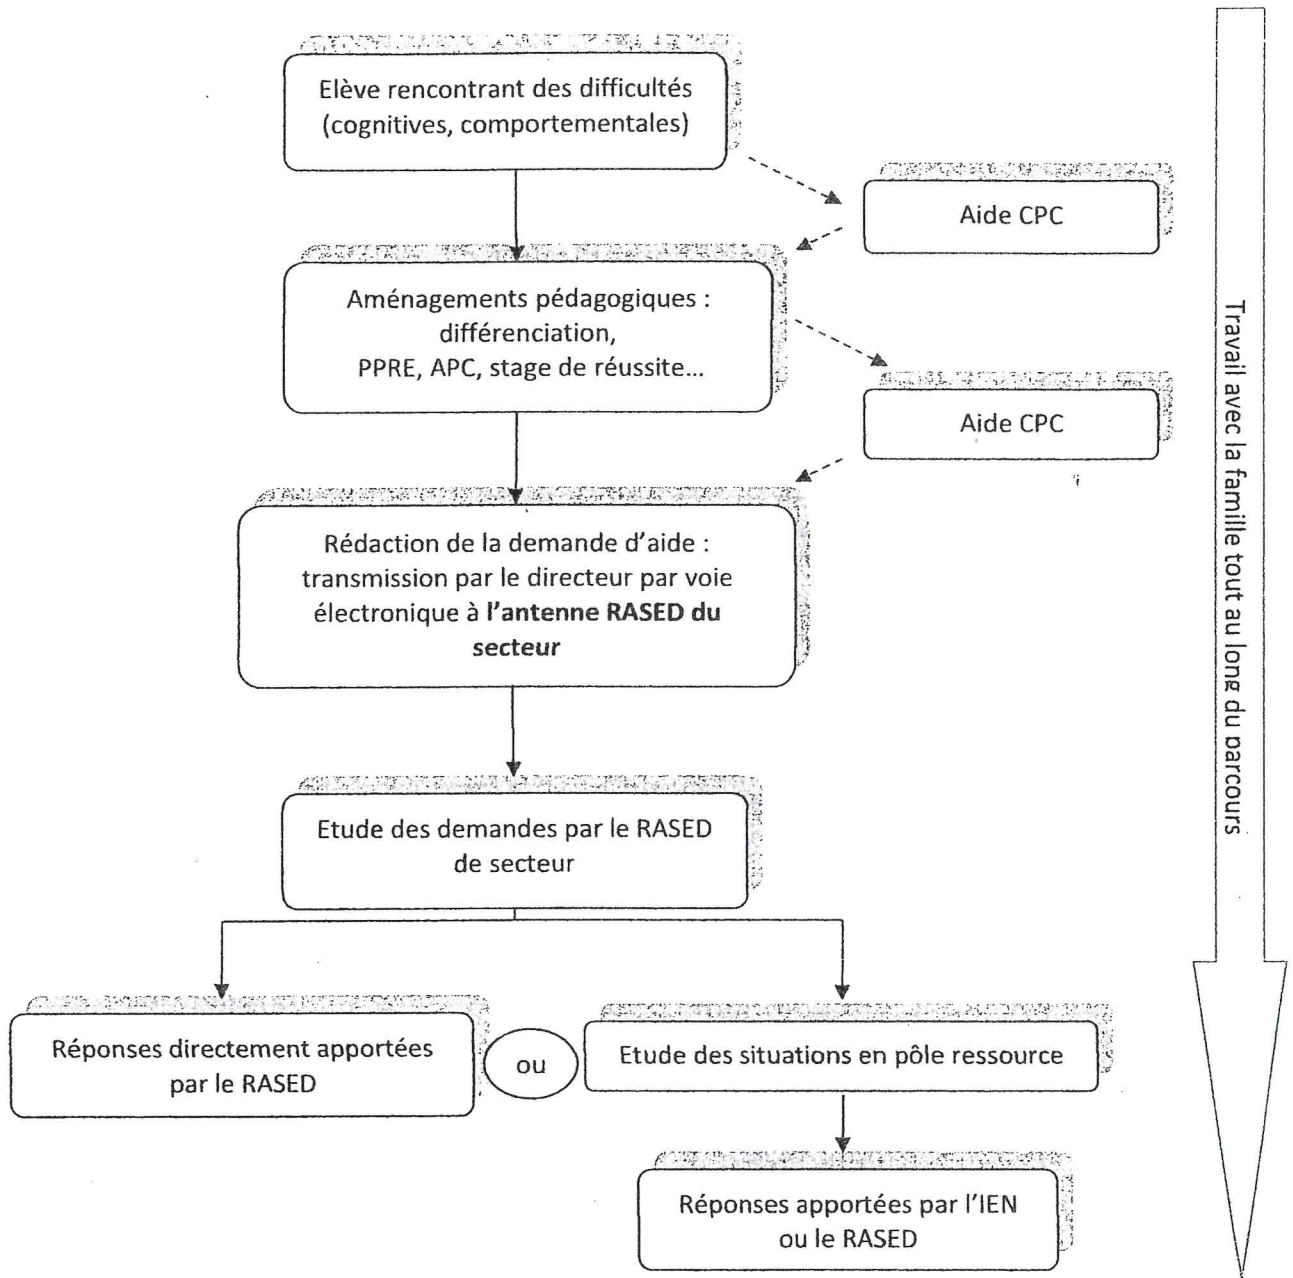 Elève rencontrant des difficultés
(cognitives, comportementales)
Aide CPC
Aménagements pédagogiques :
différenciation,
PPRE, APC, stage de réussite...
Aide CPC
Rédaction de la demande d'aide :
transmission par le directeur par voie
électronique à l'antenne RASED du
secteur
Etude des demandes par le RASED
de secteur
Réponses directement apportées
par le RASED
ou
Etude des situations en pôle ressource
Réponses apportées par l'IEN
ou le RASED
Travail avec la famille tout au long du parcours